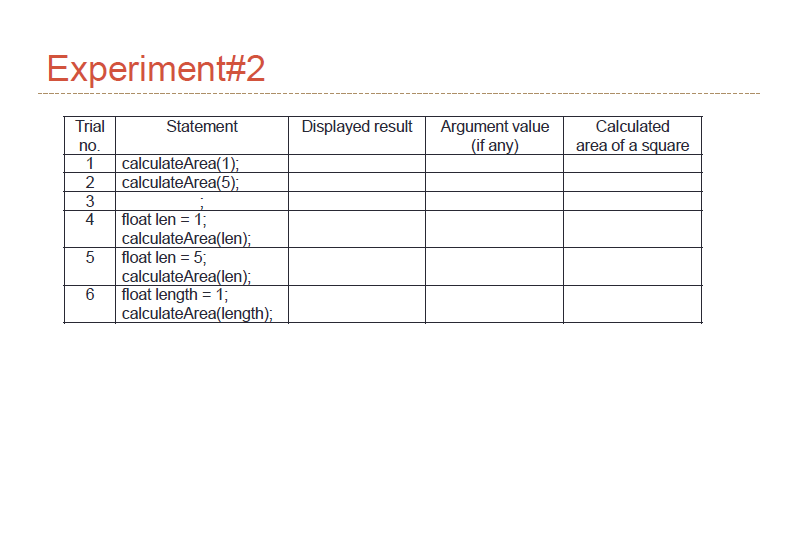 Experiment#2
Trial no. Statement Displayed result Argument value (if any) Calculated area of a square
1 calculateArea(1);
2 calculateArea(5);
3 ;
4 float len = 1;
calculateArea(len);
5 float len = 5;
calculateArea(len);
6 float length = 1;
calculateArea(length);